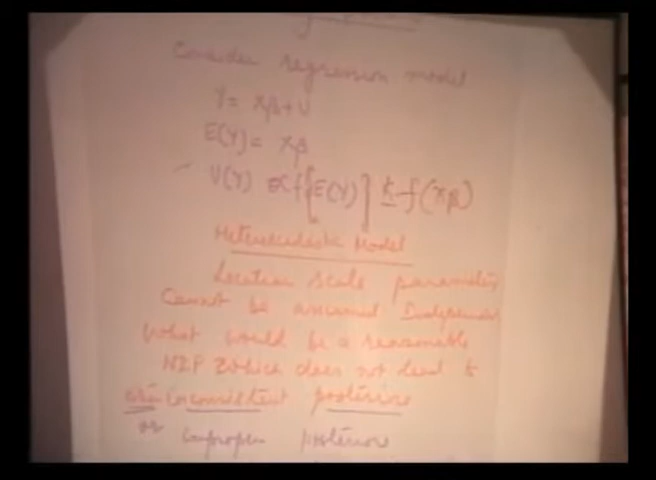 Consider regression model
Y = Xβ + U
E(Y) = Xβ
V(Y) ∝ f[E(Y)] K f(Xβ)
Heteroscedastic Model
Location scale parameters
Cannot be assumed Independent
What would be a reasonable
NIP which does not lead to
inconsistent posterior
or improper posterior